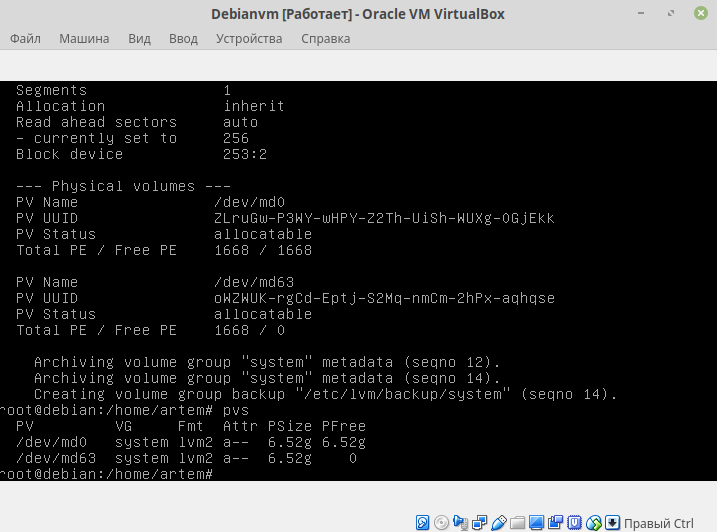 Debianvm [Работает] - Oracle VM VirtualBox
Файл Машина Вид Ввод Устройства Справка
Segments 1
Allocation inherit
Read ahead sectors auto
- currently set to 256
Block device 253:2
--- Physical volumes ---
PV Name /dev/md0
PV UUID ZLruGw-P3WY-wHPY-Z2Th-UiSh-WUXg-0GjEkk
PV Status allocatable
Total PE / Free PE 1668 / 1668
PV Name /dev/md63
PV UUID oWZWUK-rgCd-Eptj-S2Mq-nmCm-2hPx-aqhqse
PV Status allocatable
Total PE / Free PE 1668 / 0
Archiving volume group "system" metadata (seqno 12).
Archiving volume group "system" metadata (seqno 14).
Creating volume group backup "/etc/lvm/backup/system" (seqno 14).
root@debian:/home/artem# pvs
PV VG Fmt Attr PSize PFree
/dev/md0 system lvm2 a-- 6.52g 6.52g
/dev/md63 system lvm2 a-- 6.52g 0
root@debian:/home/artem#
Правый Ctrl